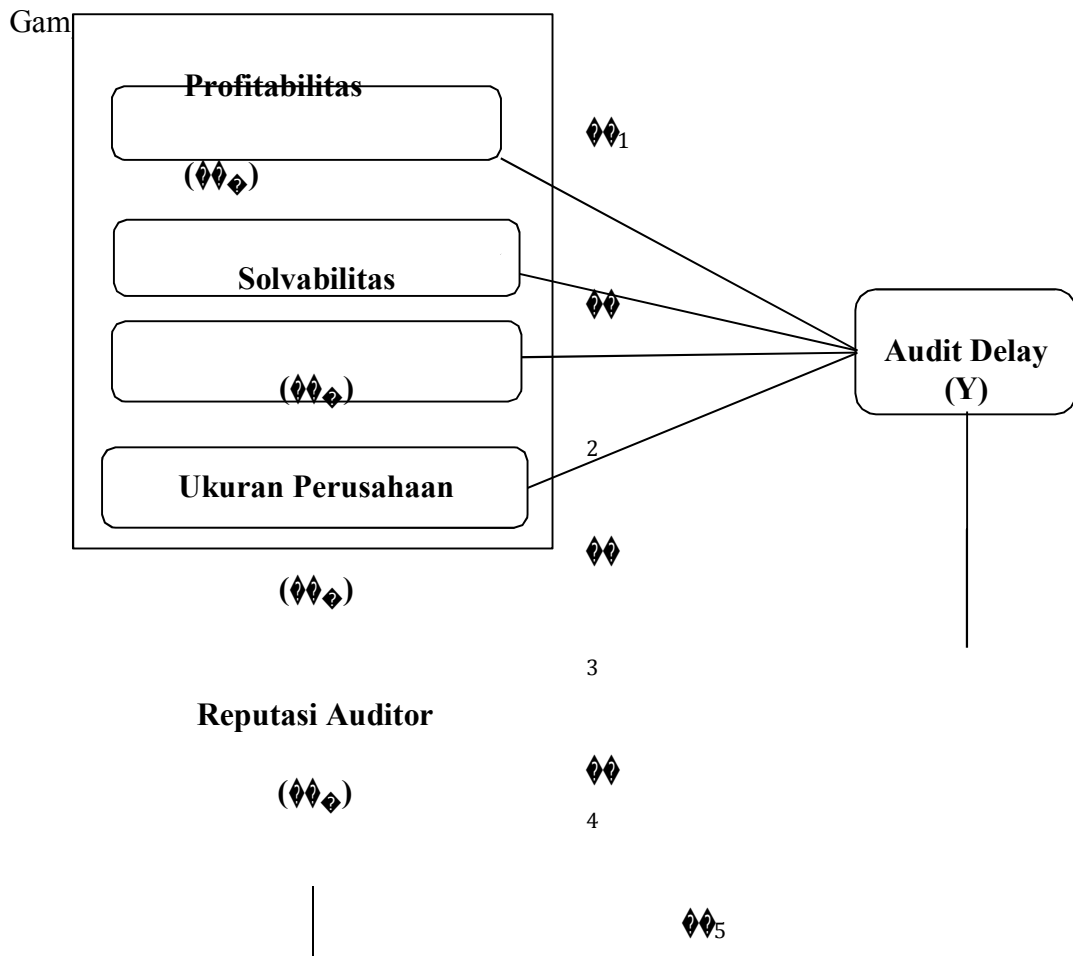 Gam
Profitabilitas
��1
(���)
Solvabilitas
��
Audit Delay
(Y)
(���)
2
Ukuran Perusahaan
��
(���)
3
Reputasi Auditor
��
(���)
4
��5